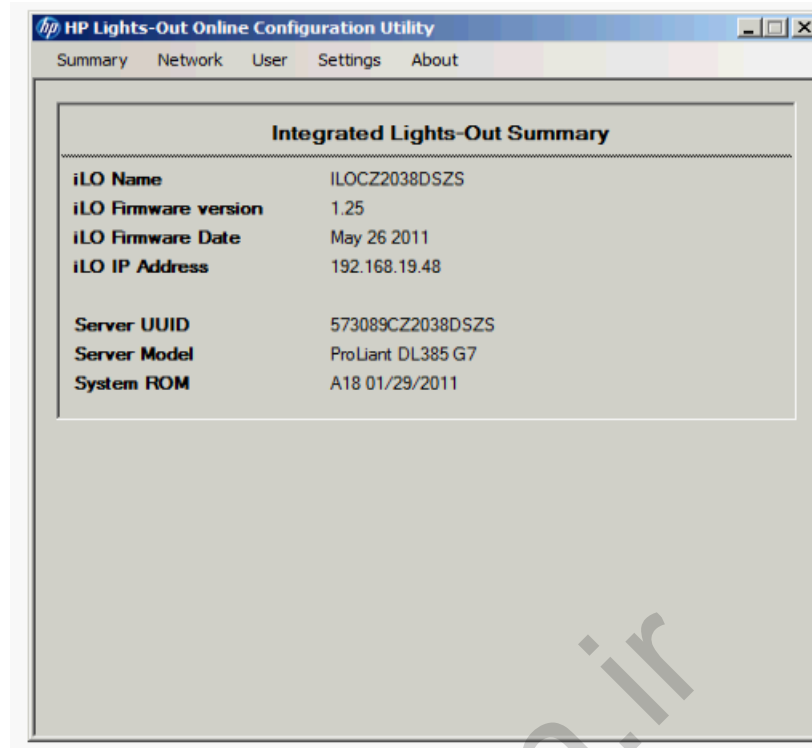 hp HP Lights-Out Online Configuration Utility
Summary Network User Settings About
Integrated Lights-Out Summary
iLO Name ILOCZ2038DSZS
iLO Firmware version 1.25
iLO Firmware Date May 26 2011
iLO IP Address 192.168.19.48
Server UUID 573089CZ2038DSZS
Server Model ProLiant DL385 G7
System ROM A18 01/29/2011
.ir